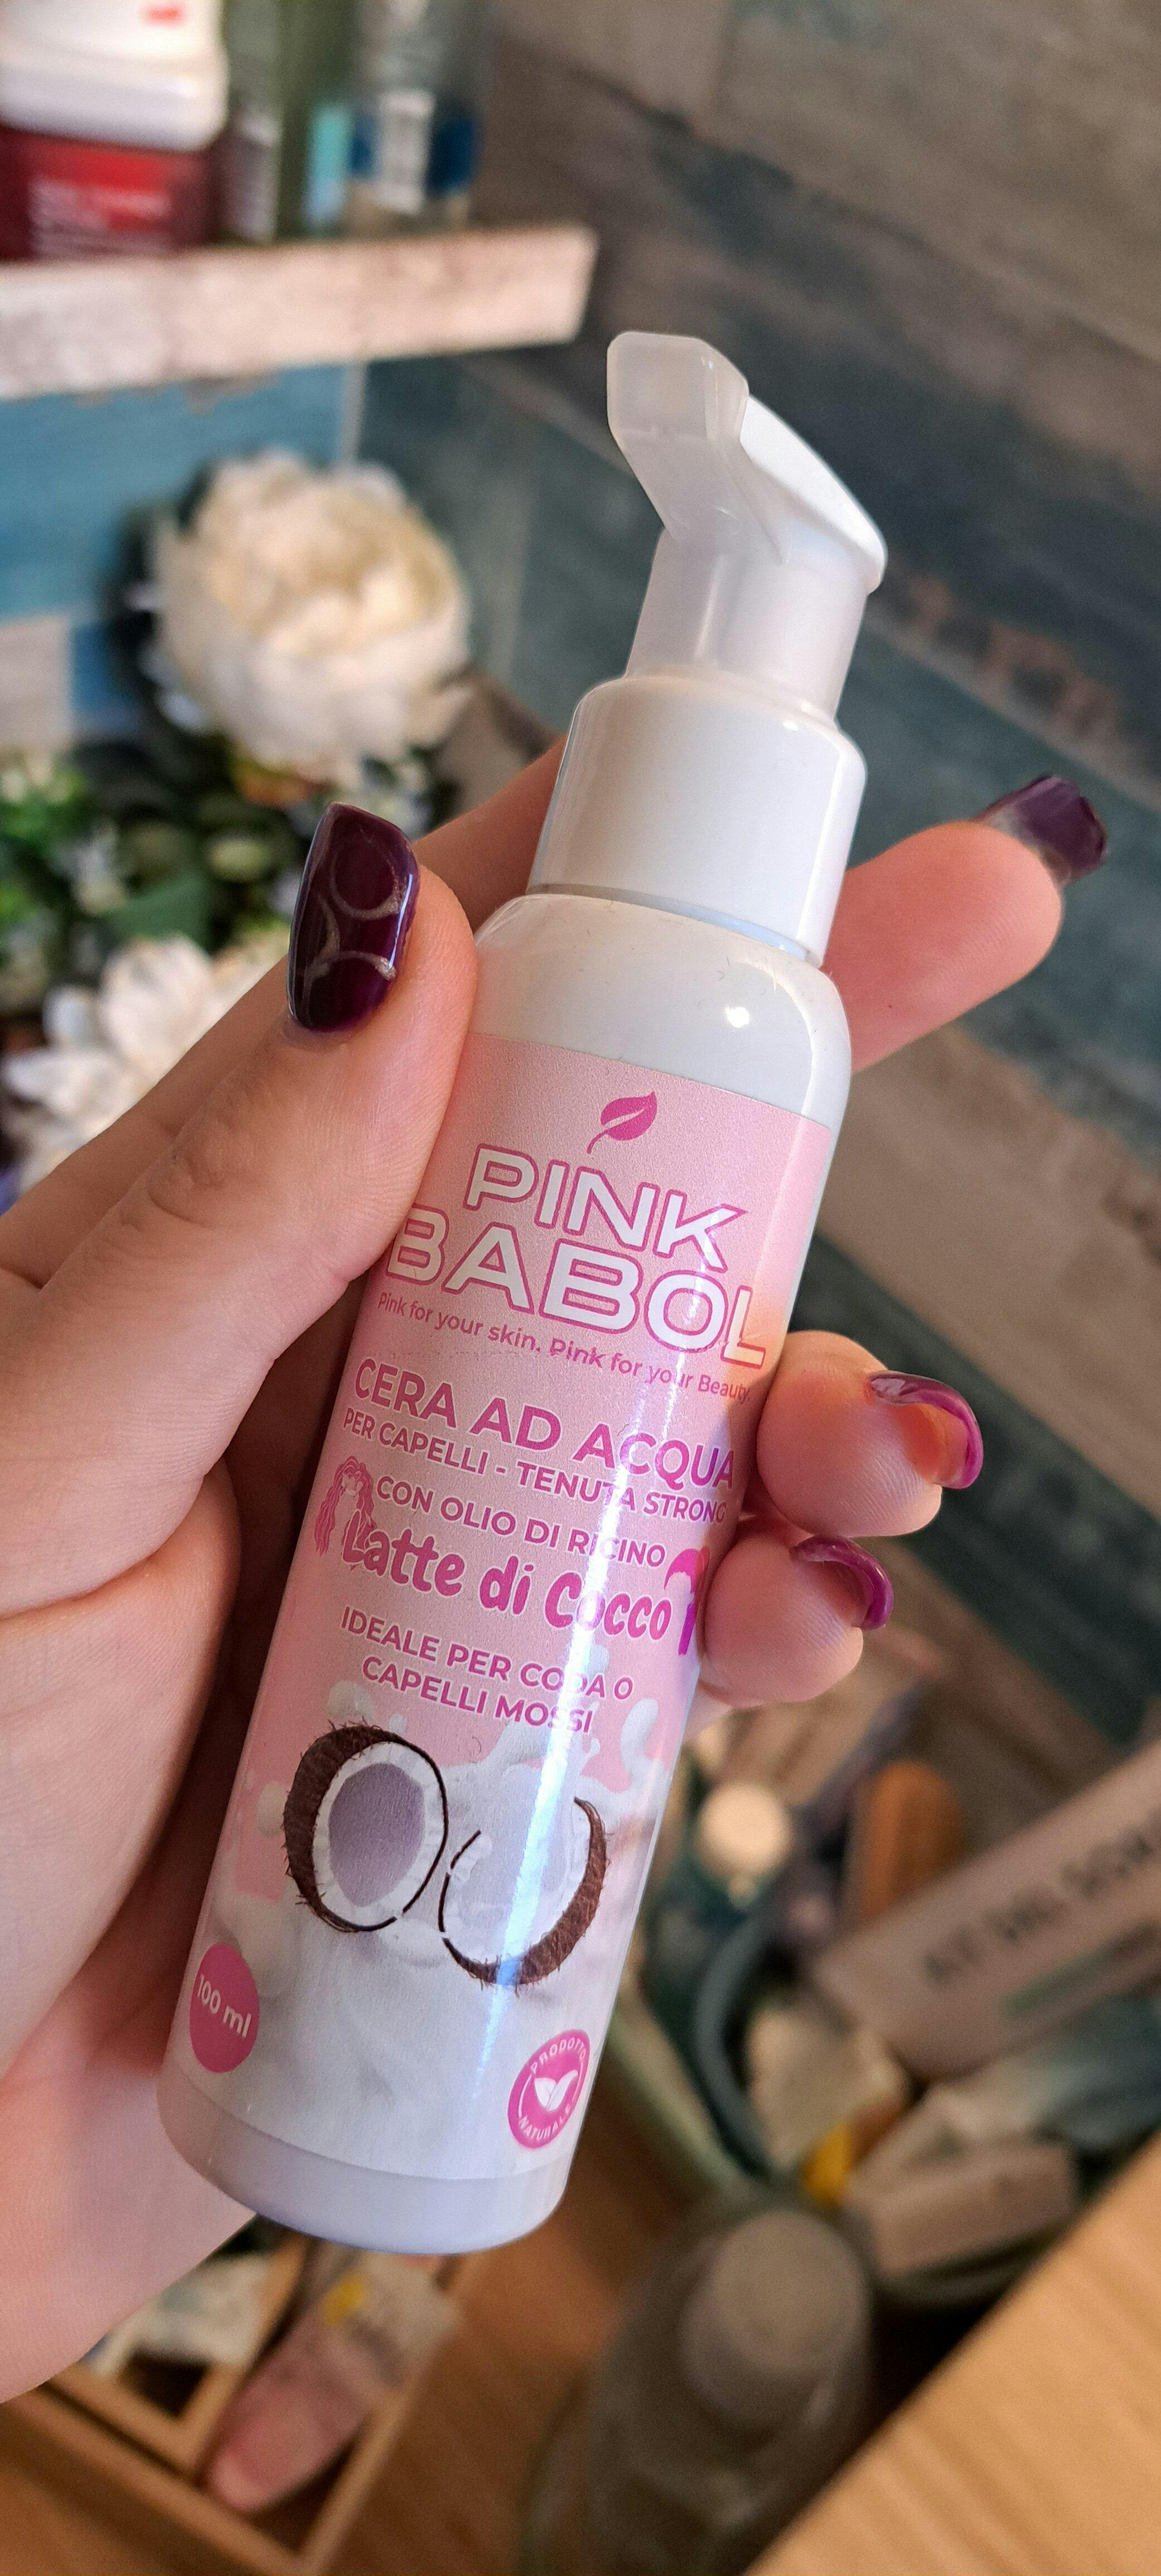 PINK
BABOL
Pink for your skin, Pink for your Beauty.
CERA AD ACQUA
PER CAPELLI - TENUTA STRONG
CON OLIO DI RICINO
Latte di Cocco
IDEALE PER CODA O
CAPELLI MOSSI
100 ml
PRODOTTO
NATURALE